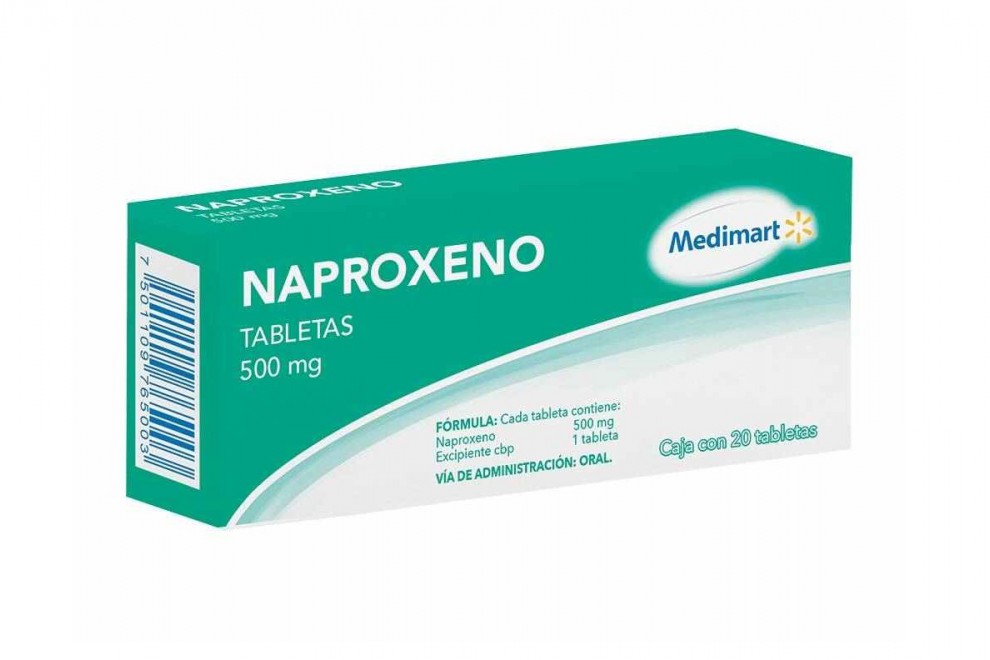 NAPROXENO
TABLETAS
500 mg
7 501109 765003
NAPROXENO
TABLETAS
500 mg
Medimart
FÓRMULA: Cada tableta contiene:
Naproxeno 500 mg
Excipiente cbp 1 tableta
VÍA DE ADMINISTRACIÓN: ORAL.
Caja con 20 tabletas